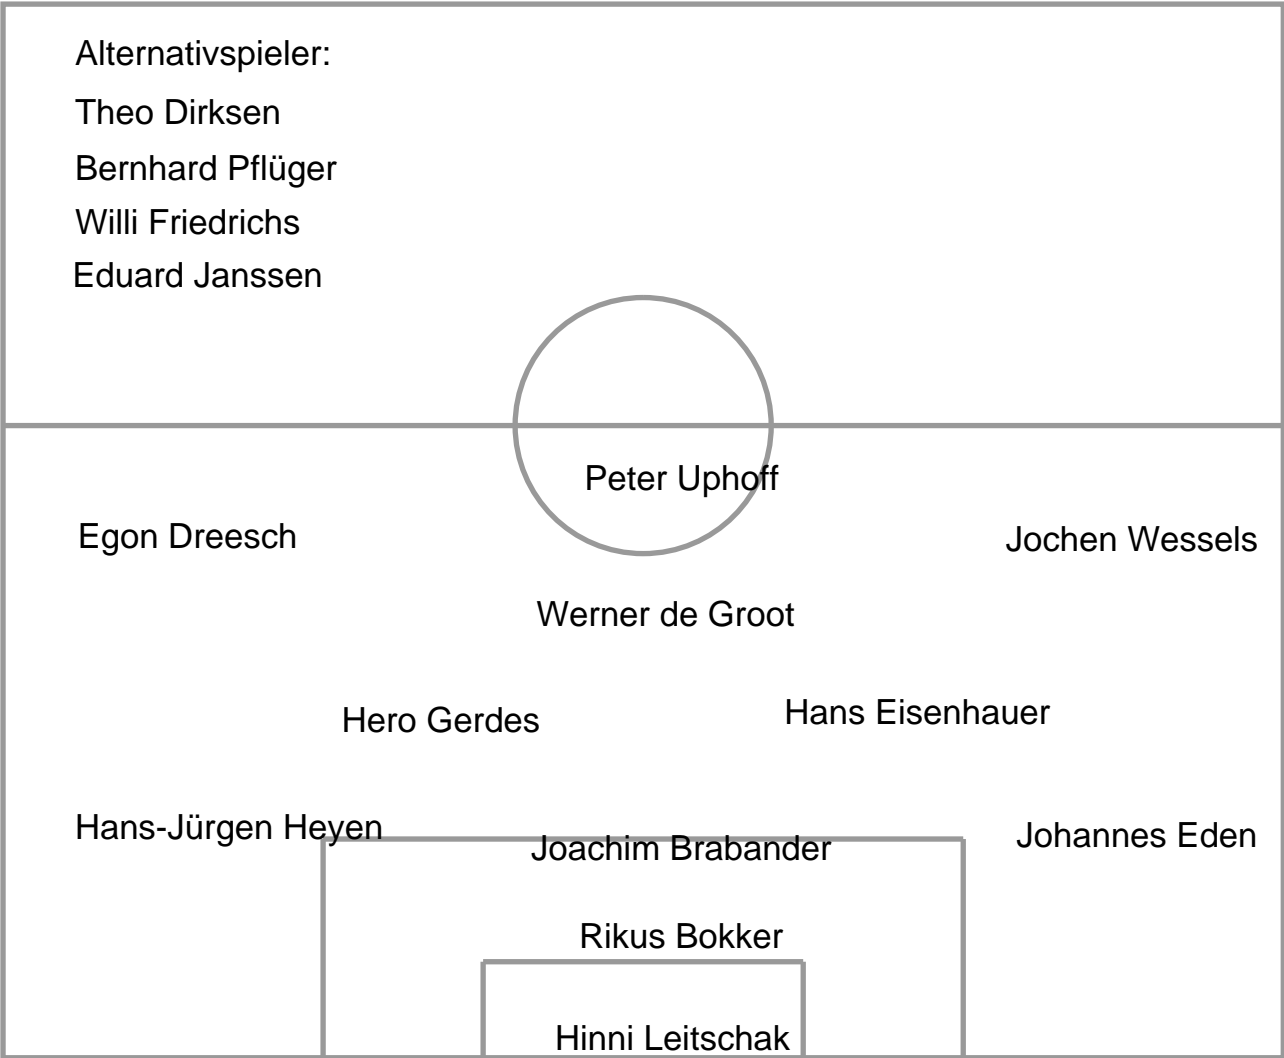 Alternativspieler:
Theo Dirksen
Bernhard Pflüger
Willi Friedrichs
Eduard Janssen
Peter Uphoff
Egon Dreesch
Jochen Wessels
Werner de Groot
Hero Gerdes
Hans Eisenhauer
Hans-Jürgen Heyen
Joachim Brabander
Johannes Eden
Rikus Bokker
Hinni Leitschak